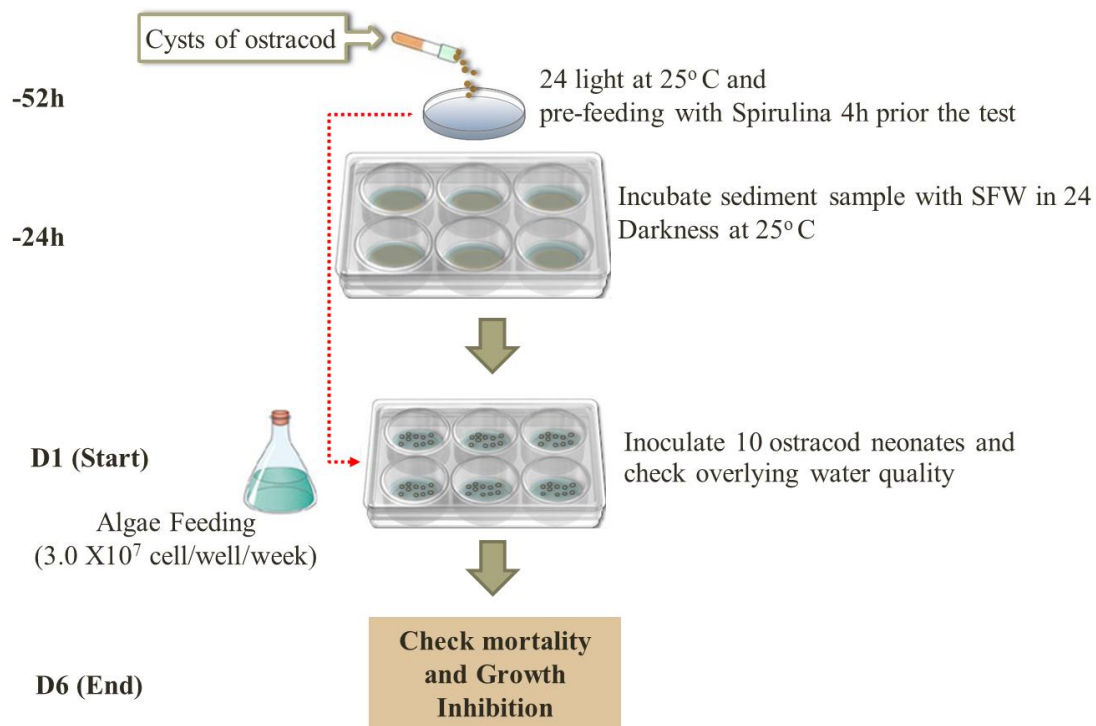 Cysts of ostracod
-52h
24 light at 25° C and
pre-feeding with Spirulina 4h prior the test
Incubate sediment sample with SFW in 24
Darkness at 25° C
-24h
D1 (Start)
Algae Feeding
(3.0 X10⁷ cell/well/week)
Inoculate 10 ostracod neonates and
check overlying water quality
Check mortality
and Growth
Inhibition
D6 (End)